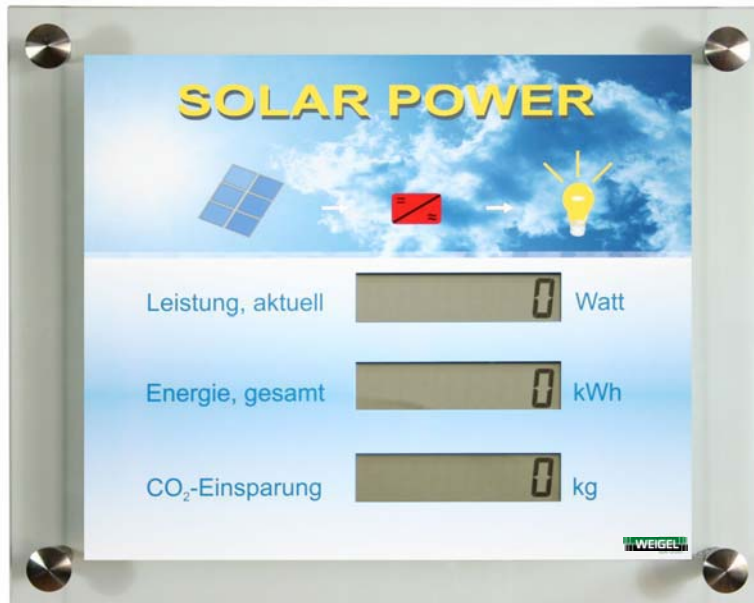 SOLAR POWER
Leistung, aktuell 0 Watt
Energie, gesamt 0 kWh
CO₂-Einsparung 0 kg
WEIGEL